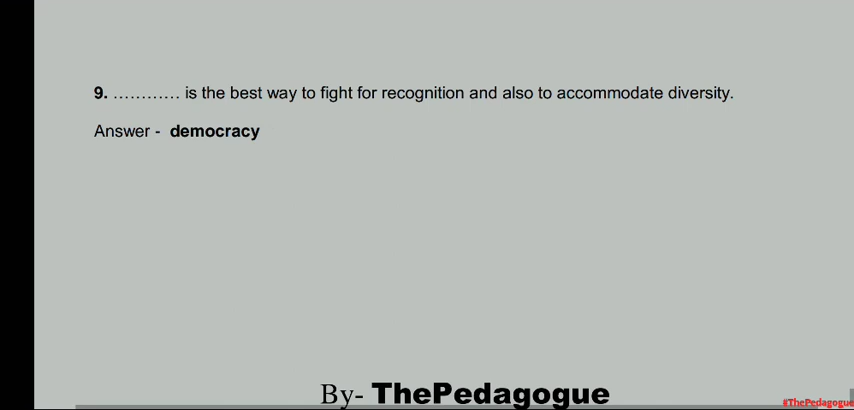 9. ............ is the best way to fight for recognition and also to accommodate diversity.
Answer - democracy
By- ThePedagogue
#ThePedagogue